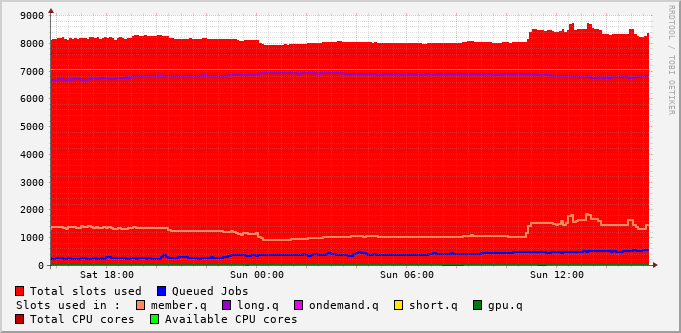 9000
8000
7000
6000
5000
4000
3000
2000
1000
0
Sat 18:00 Sun 00:00 Sun 06:00 Sun 12:00
RRDTOOL / TOBI OETIKER
Total slots used Queued Jobs
Slots used in : member.q long.q ondemand.q short.q gpu.q
Total CPU cores Available CPU cores